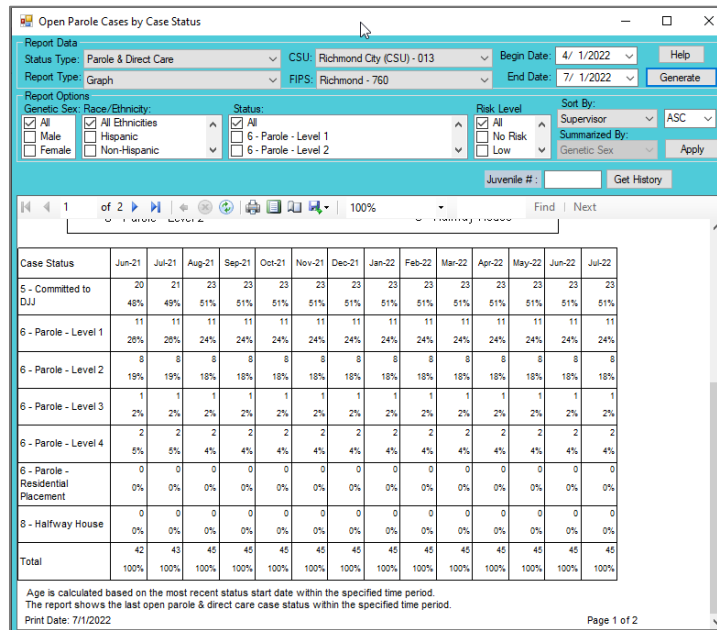 Open Parole Cases by Case Status
Report Data
Status Type: Parole & Direct Care CSU: Richmond City (CSU) - 013 Begin Date: 4/ 1/2022 Help
Report Type: Graph FIPS: Richmond - 760 End Date: 7/ 1/2022 Generate
Report Options
Genetic Sex: Race/Ethnicity: Status: Risk Level Sort By:
All All Ethnicities All All Supervisor ASC
Male Hispanic 6 - Parole - Level 1 No Risk Summarized By:
Female Non-Hispanic 6 - Parole - Level 2 Low Genetic Sex Apply
Juvenile # : Get History
1 of 2 100% Find | Next
Case Status Jun-21 Jul-21 Aug-21 Sep-21 Oct-21 Nov-21 Dec-21 Jan-22 Feb-22 Mar-22 Apr-22 May-22 Jun-22 Jul-22
5 - Committed to 20 21 23 23 23 23 23 23 23 23 23 23 23 23
DJJ 48% 49% 51% 51% 51% 51% 51% 51% 51% 51% 51% 51% 51% 51%
11 11 11 11 11 11 11 11 11 11 11 11 11 11
6 - Parole - Level 1 26% 26% 24% 24% 24% 24% 24% 24% 24% 24% 24% 24% 24% 24%
8 8 8 8 8 8 8 8 8 8 8 8 8 8
6 - Parole - Level 2 19% 19% 18% 18% 18% 18% 18% 18% 18% 18% 18% 18% 18% 18%
1 1 1 1 1 1 1 1 1 1 1 1 1 1
6 - Parole - Level 3 2% 2% 2% 2% 2% 2% 2% 2% 2% 2% 2% 2% 2% 2%
2 2 2 2 2 2 2 2 2 2 2 2 2 2
6 - Parole - Level 4 5% 5% 4% 4% 4% 4% 4% 4% 4% 4% 4% 4% 4% 4%
6 - Parole - 0 0 0 0 0 0 0 0 0 0 0 0 0 0
Residential 0% 0% 0% 0% 0% 0% 0% 0% 0% 0% 0% 0% 0% 0%
Placement
0 0 0 0 0 0 0 0 0 0 0 0 0 0
8 - Halfway House 0% 0% 0% 0% 0% 0% 0% 0% 0% 0% 0% 0% 0% 0%
42 43 45 45 45 45 45 45 45 45 45 45 45 45
Total 100% 100% 100% 100% 100% 100% 100% 100% 100% 100% 100% 100% 100% 100%
Age is calculated based on the most recent status start date within the specified time period.
The report shows the last open parole & direct care case status within the specified time period.
Print Date: 7/1/2022 Page 1 of 2